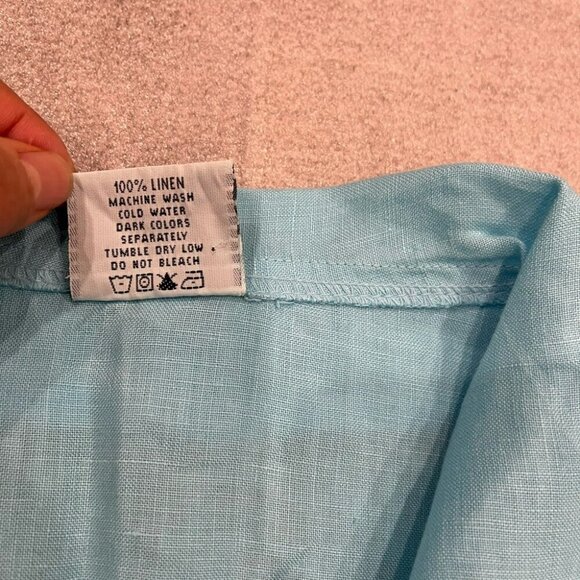 100% LINEN
MACHINE WASH
COLD WATER
DARK COLORS
SEPARATELY
TUMBLE DRY LOW
DO NOT BLEACH